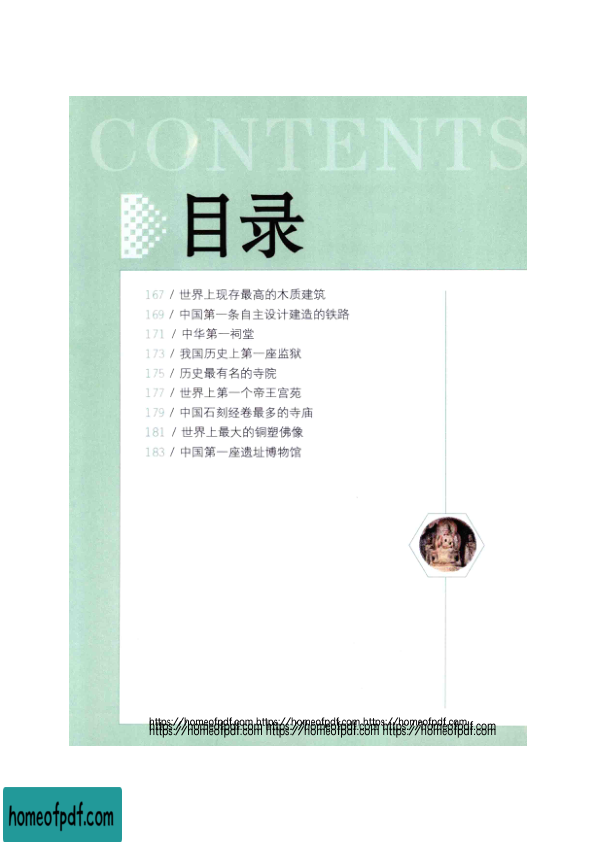 CONTENTS
目录
167 / 世界上现存最高的木质建筑
169 / 中国第一条自主设计建造的铁路
171 / 中华第一祠堂
173 / 我国历史上第一座监狱
175 / 历史最有名的寺院
177 / 世界上第一个帝王宫苑
179 / 中国石刻经卷最多的寺庙
181 / 世界上最大的铜塑佛像
183 / 中国第一座遗址博物馆
https://homeofpdf.com https://homeofpdf.com https://homeofpdf.com
https://homeofpdf.com https://homeofpdf.com https://homeofpdf.com
homeofpdf.com